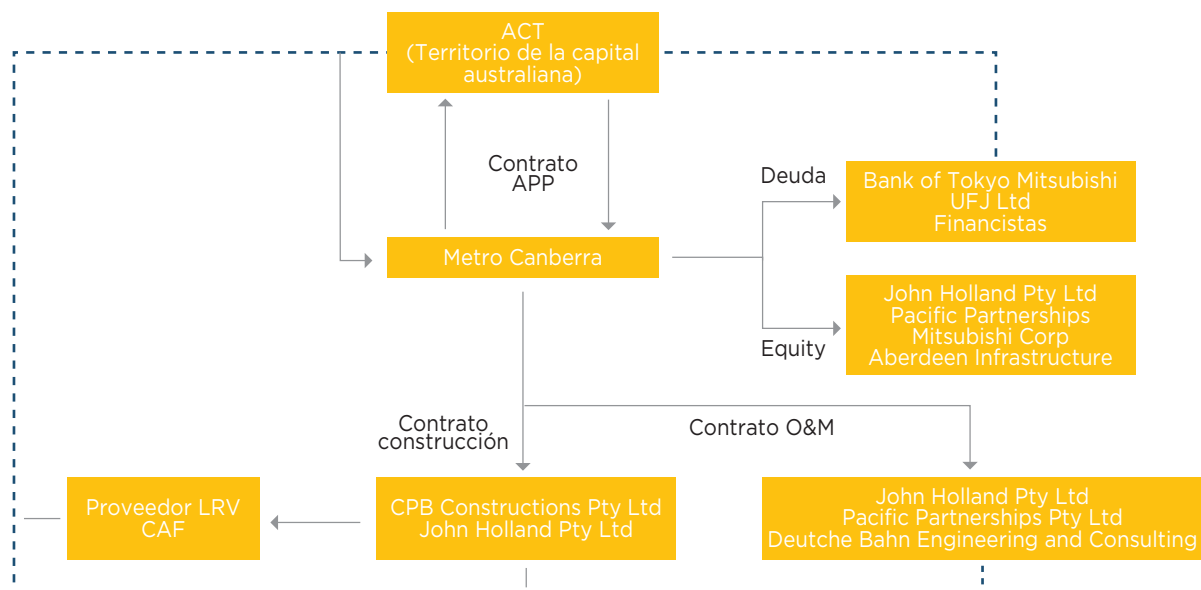 ACT
(Territorio de la capital
australiana)
Contrato
APP
Deuda
Bank of Tokyo Mitsubishi
UFJ Ltd
Financistas
Metro Canberra
John Holland Pty Ltd
Pacific Partnerships
Mitsubishi Corp
Aberdeen Infrastructure
Equity
Contrato
construcción
Contrato O&M
Proveedor LRV
CAF
CPB Constructions Pty Ltd
John Holland Pty Ltd
John Holland Pty Ltd
Pacific Partnerships Pty Ltd
Deutche Bahn Engineering and Consulting